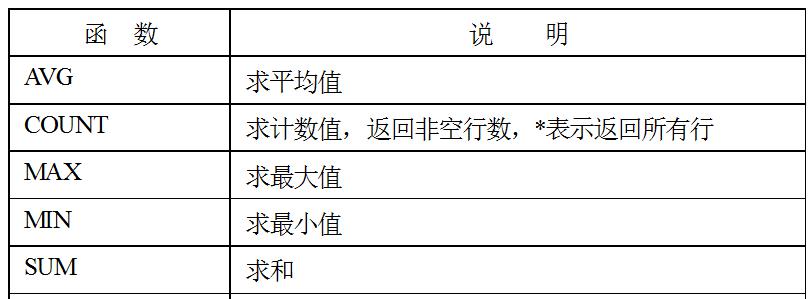 函 数 说 明
AVG 求平均值
COUNT 求计数值，返回非空行数，*表示返回所有行
MAX 求最大值
MIN 求最小值
SUM 求和